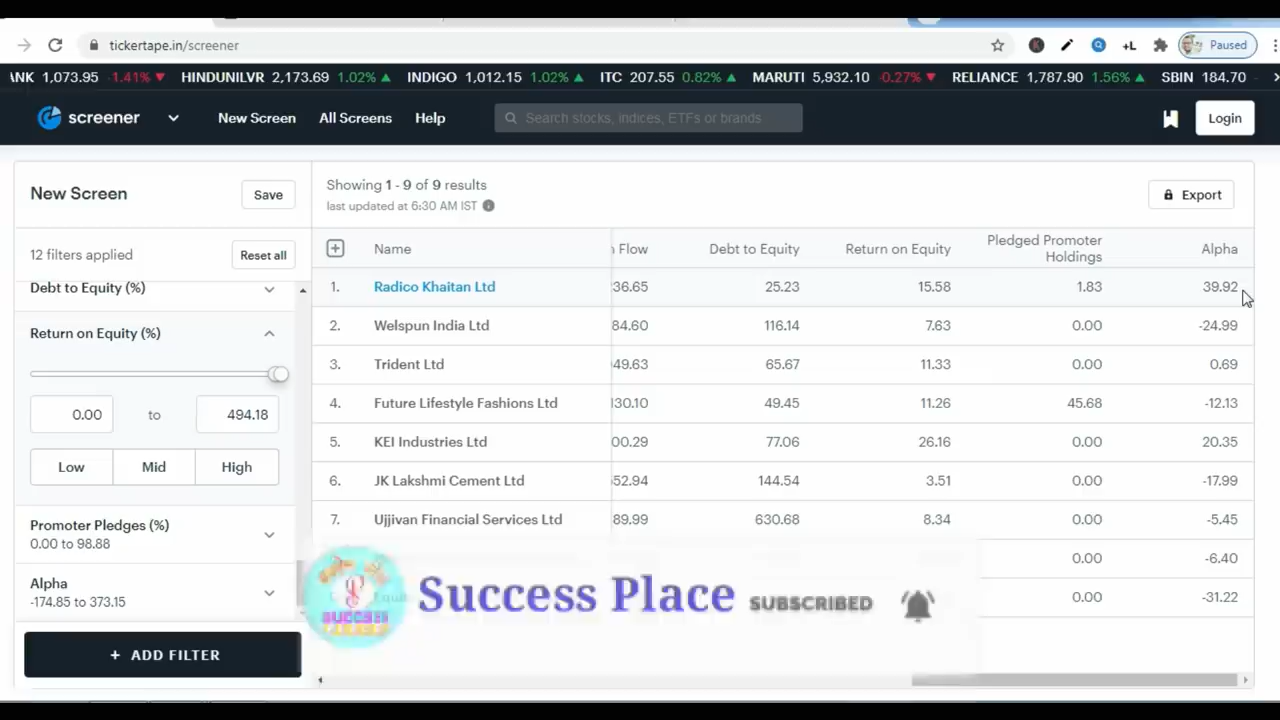 tickertape.in/screener
Paused
ANK 1,073.95 -1.41% HINDUNILVR 2,173.69 1.02% INDIGO 1,012.15 1.02% ITC 207.55 0.82% MARUTI 5,932.10 -0.27% RELIANCE 1,787.90 1.56% SBIN 184.70
screener New Screen All Screens Help Search stocks, indices, ETFs or brands Login
New Screen Save
Showing 1 - 9 of 9 results
last updated at 6:30 AM IST
Export
12 filters applied Reset all
Name Flow Debt to Equity Return on Equity Pledged Promoter Holdings Alpha
Debt to Equity (%)
1. Radico Khaitan Ltd 36.65 25.23 15.58 1.83 39.92
Return on Equity (%)
2. Welspun India Ltd 84.60 116.14 7.63 0.00 -24.99
3. Trident Ltd 49.63 65.67 11.33 0.00 0.69
0.00 to 494.18
4. Future Lifestyle Fashions Ltd 30.10 49.45 11.26 45.68 -12.13
5. KEI Industries Ltd 00.29 77.06 26.16 0.00 20.35
Low Mid High
6. JK Lakshmi Cement Ltd 52.94 144.54 3.51 0.00 -17.99
Promoter Pledges (%)
0.00 to 98.88
7. Ujjivan Financial Services Ltd 89.99 630.68 8.34 0.00 -5.45
0.00 -6.40
Alpha
-174.85 to 373.15
0.00 -31.22
Success Place SUBSCRIBED
+ ADD FILTER